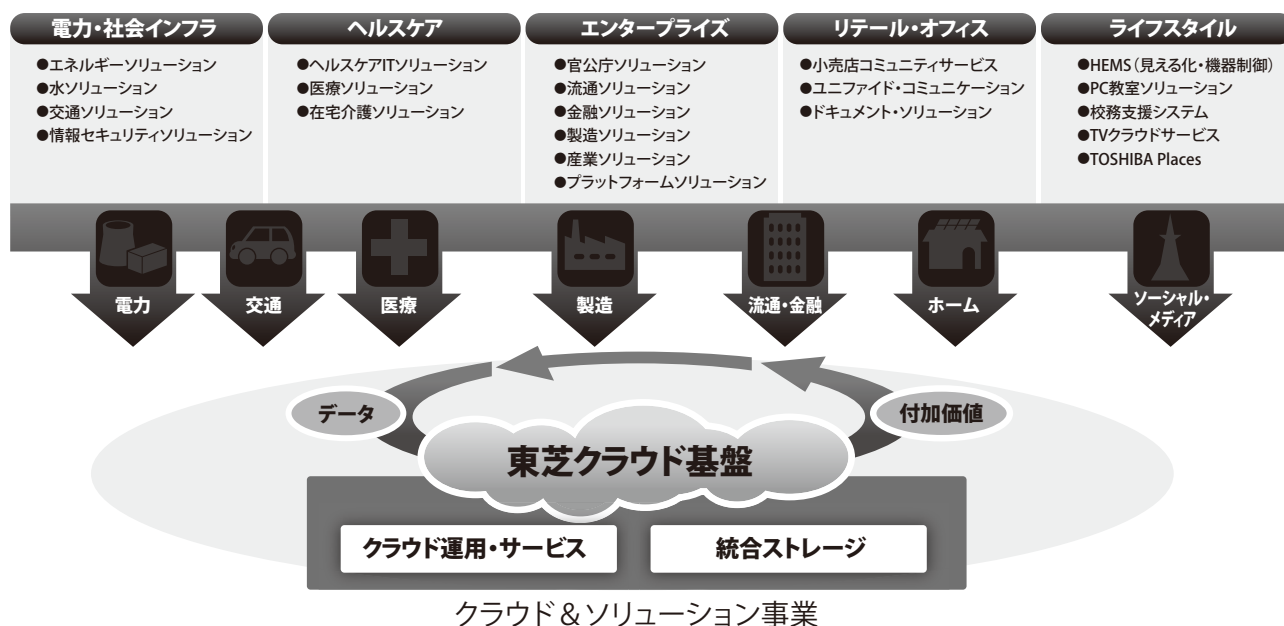 電力・社会インフラ
●エネルギーソリューション
●水ソリューション
●交通ソリューション
●情報セキュリティソリューション
ヘルスケア
●ヘルスケアITソリューション
●医療ソリューション
●在宅介護ソリューション
エンタープライズ
●官公庁ソリューション
●流通ソリューション
●金融ソリューション
●製造ソリューション
●産業ソリューション
●プラットフォームソリューション
リテール・オフィス
●小売店コミュニティサービス
●ユニファイド・コミュニケーション
●ドキュメント・ソリューション
ライフスタイル
●HEMS（見える化・機器制御）
●PC教室ソリューション
●校務支援システム
●TVクラウドサービス
●TOSHIBA Places
電力
交通
医療
製造
流通・金融
ホーム
ソーシャル・
メディア
データ
付加価値
東芝クラウド基盤
クラウド運用・サービス
統合ストレージ
クラウド＆ソリューション事業